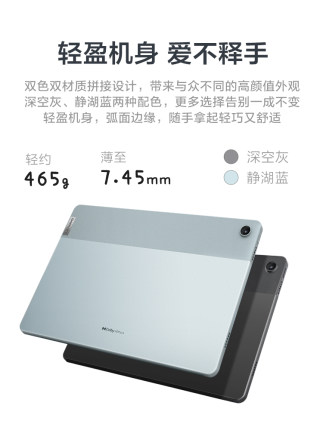 轻盈机身 爱不释手
双色双材质拼接设计，带来与众不同的高颜值外观
深空灰、静湖蓝两种配色，更多选择告别一成不变
轻盈机身，弧面边缘，随手拿起轻巧又舒适
轻约
465g
薄至
7.45mm
深空灰
静湖蓝